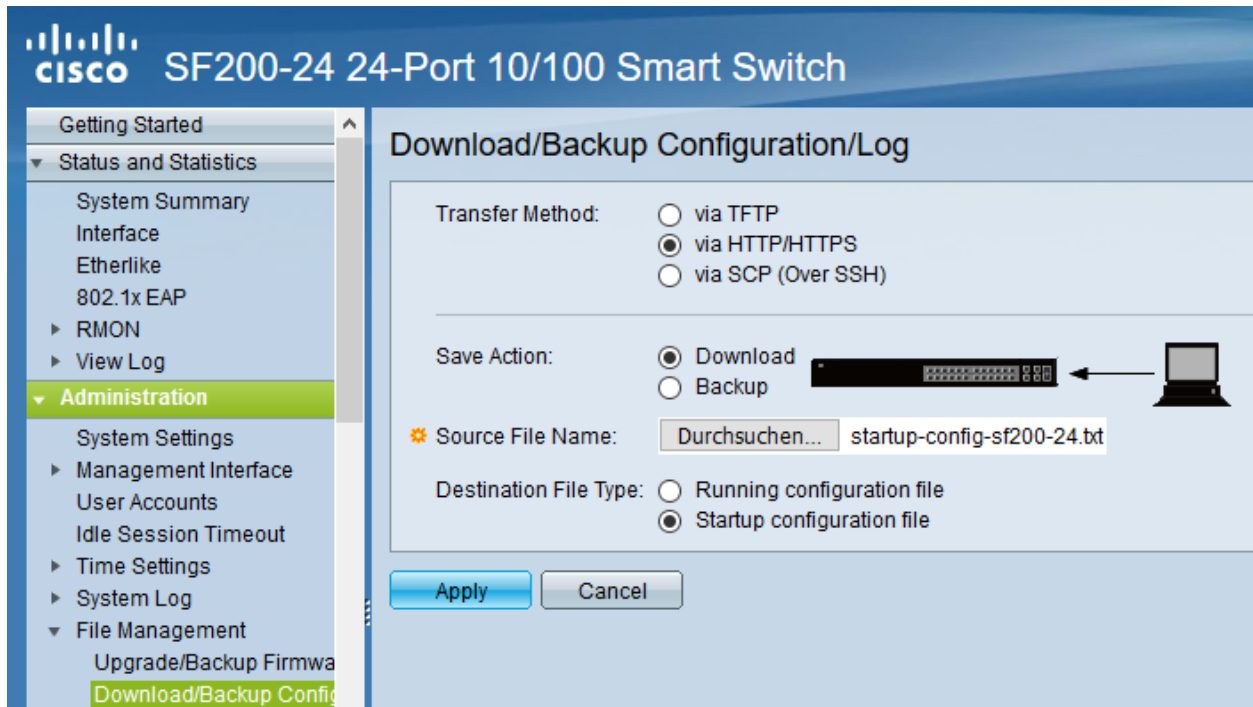 cisco SF200-24 24-Port 10/100 Smart Switch
Getting Started
Status and Statistics
System Summary
Interface
Etherlike
802.1x EAP
RMON
View Log
Administration
System Settings
Management Interface
User Accounts
Idle Session Timeout
Time Settings
System Log
File Management
Upgrade/Backup Firmwa
Download/Backup Config
Download/Backup Configuration/Log
Transfer Method: via TFTP
via HTTP/HTTPS
via SCP (Over SSH)
Save Action: Download
Backup
Source File Name: Durchsuchen... startup-config-sf200-24.txt
Destination File Type: Running configuration file
Startup configuration file
Apply Cancel